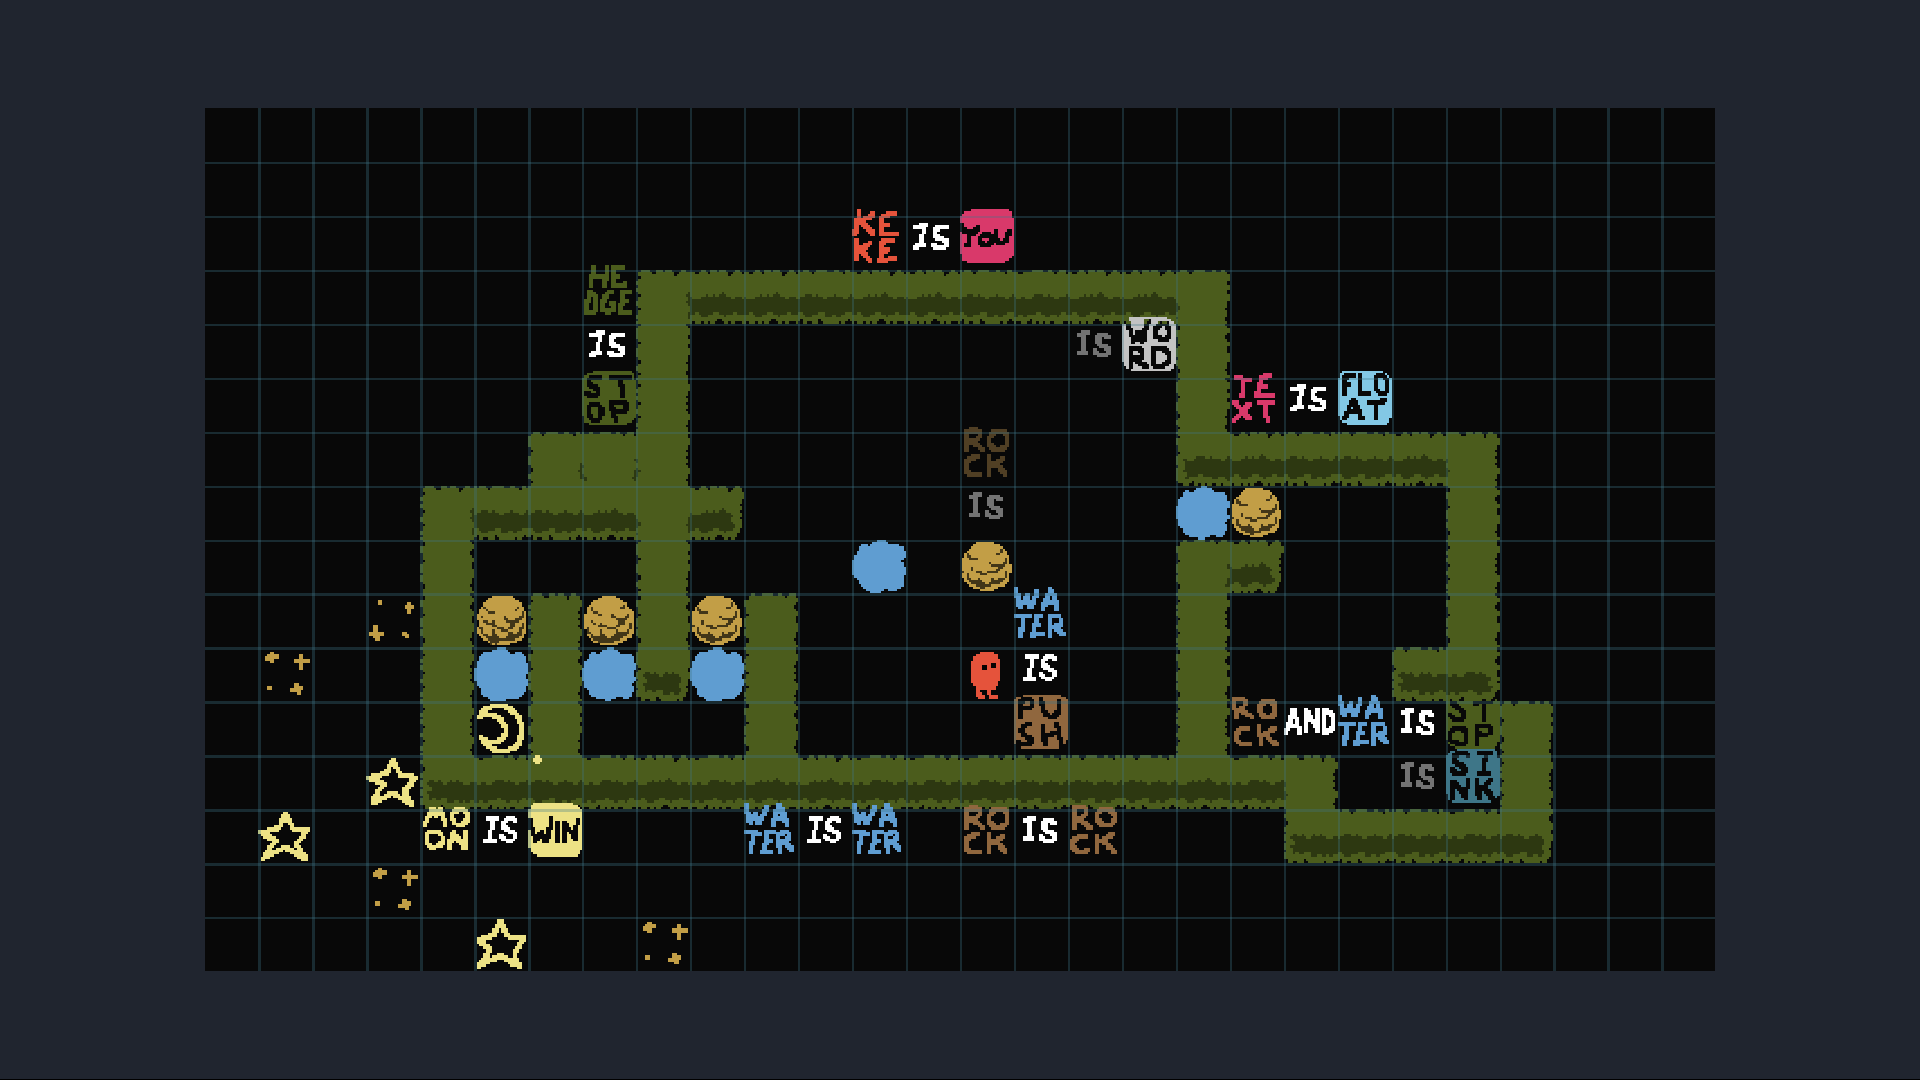 KEKE IS YOU
HEDGE
IS
STOP
IS WORD
TEXT IS FLOAT
ROCK
IS
WATER
IS
PUSH
ROCK AND WATER IS STOP
IS SINK
MOON IS WIN
WATER IS WATER
ROCK IS ROCK